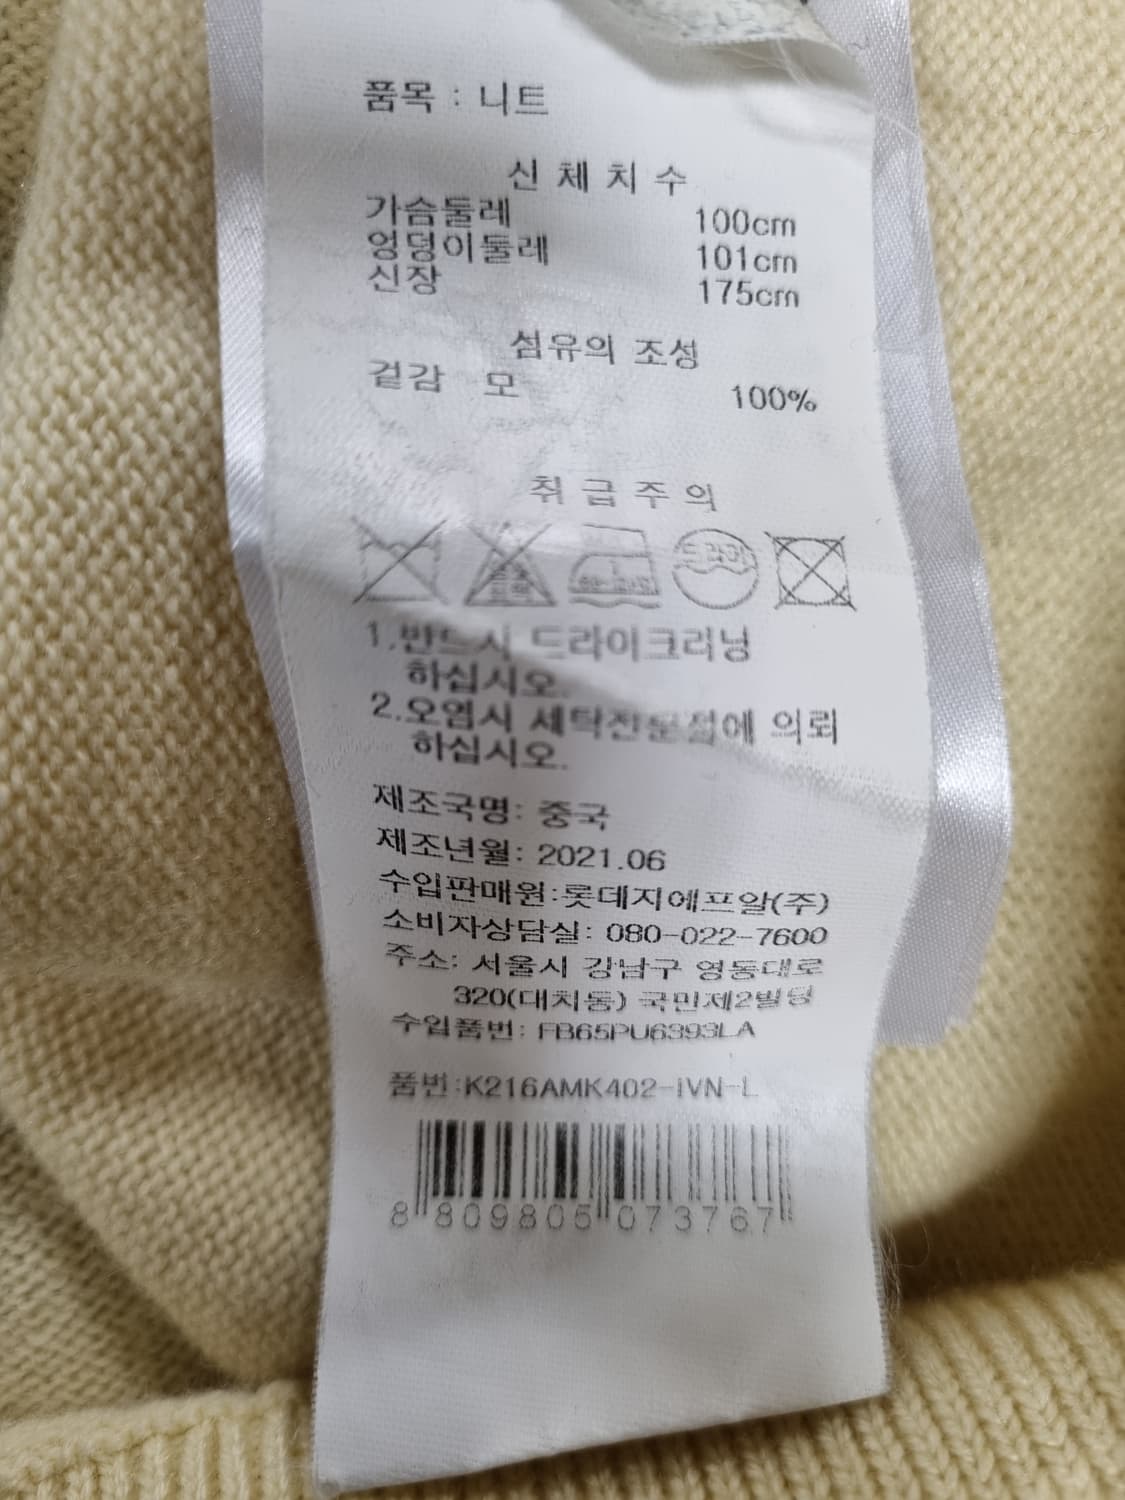 품목 : 니트
신체치수
가슴둘레 100cm
엉덩이둘레 101cm
신장 175cm
섬유의 조성
겉감 모 100%
취급주의
드라이
1.반드시 드라이크리닝
하십시오.
2.오염시 세탁전문점에 의뢰
하십시오.
제조국명: 중국
제조년월: 2021.06
수입판매원:롯데지에프알(주)
소비자상담실: 080-022-7600
주소: 서울시 강남구 영동대로
320(대치동) 국민제2빌딩
수입품번: FB65PU6393LA
품번:K216AMK402-IVN-L
8 809805 073767